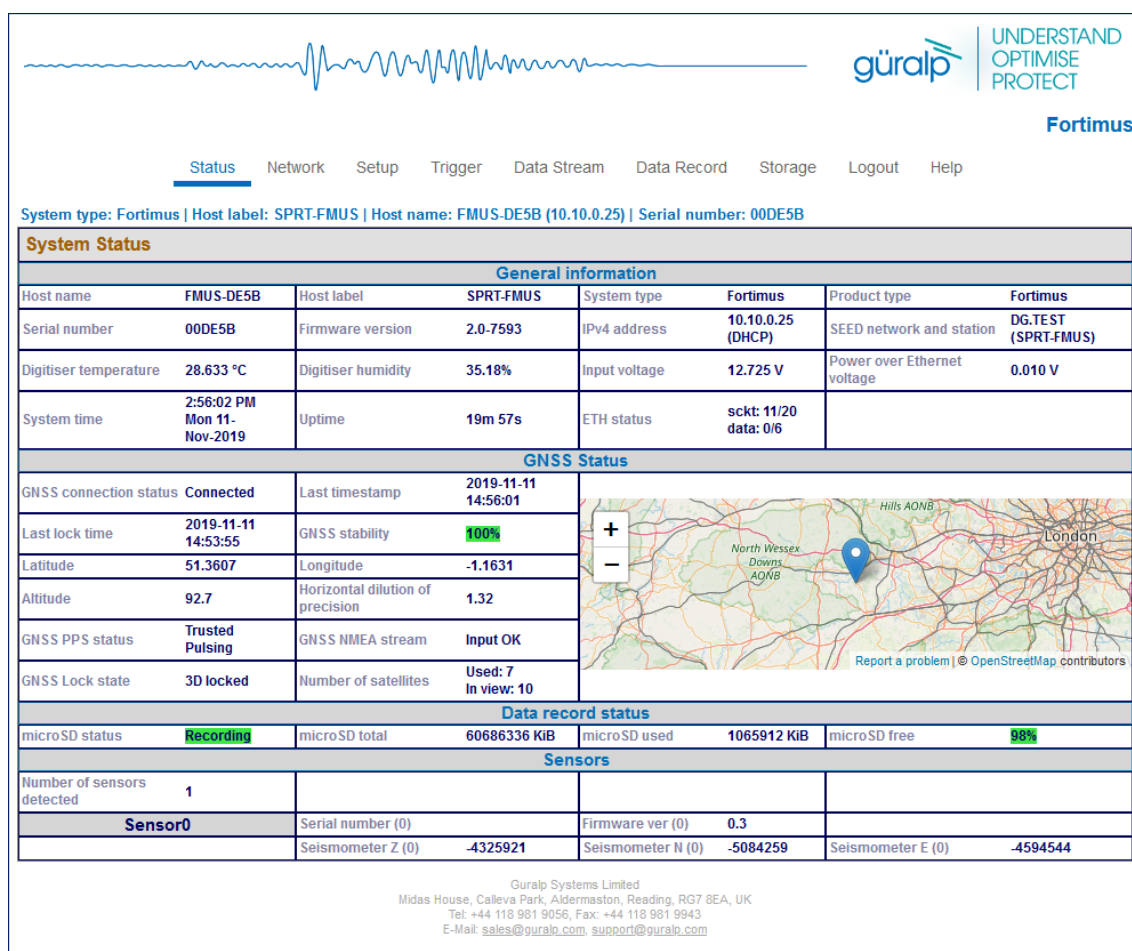 güralp
UNDERSTAND
OPTIMISE
PROTECT
Fortimus
Status Network Setup Trigger Data Stream Data Record Storage Logout Help
System type: Fortimus | Host label: SPRT-FMUS | Host name: FMUS-DE5B (10.10.0.25) | Serial number: 00DE5B
System Status
General information
Host name FMUS-DE5B Host label SPRT-FMUS System type Fortimus Product type Fortimus
Serial number 00DE5B Firmware version 2.0-7593 IPv4 address 10.10.0.25
(DHCP) SEED network and station DG.TEST
(SPRT-FMUS)
Digitiser temperature 28.633 °C Digitiser humidity 35.18% Input voltage 12.725 V Power over Ethernet
voltage 0.010 V
System time 2:56:02 PM
Mon 11-
Nov-2019 Uptime 19m 57s ETH status sckt: 11/20
data: 0/6
GNSS Status
GNSS connection status Connected Last timestamp 2019-11-11
14:56:01
Last lock time 2019-11-11
14:53:55 GNSS stability 100%
Latitude 51.3607 Longitude -1.1631
Altitude 92.7 Horizontal dilution of
precision 1.32
GNSS PPS status Trusted
Pulsing GNSS NMEA stream Input OK
GNSS Lock state 3D locked Number of satellites Used: 7
In view: 10
+
−
Hills AONB
North Wessex
Downs
AONB
London
Report a problem | © OpenStreetMap contributors
Data record status
microSD status Recording microSD total 60686336 KiB microSD used 1065912 KiB microSD free 98%
Sensors
Number of sensors
detected 1
Sensor0 Serial number (0) Firmware ver (0) 0.3
Seismometer Z (0) -4325921 Seismometer N (0) -5084259 Seismometer E (0) -4594544
Guralp Systems Limited
Midas House, Calleva Park, Aldermaston, Reading, RG7 8EA, UK
Tel: +44 118 981 9056, Fax: +44 118 981 9943
E-Mail: sales@guralp.com, support@guralp.com